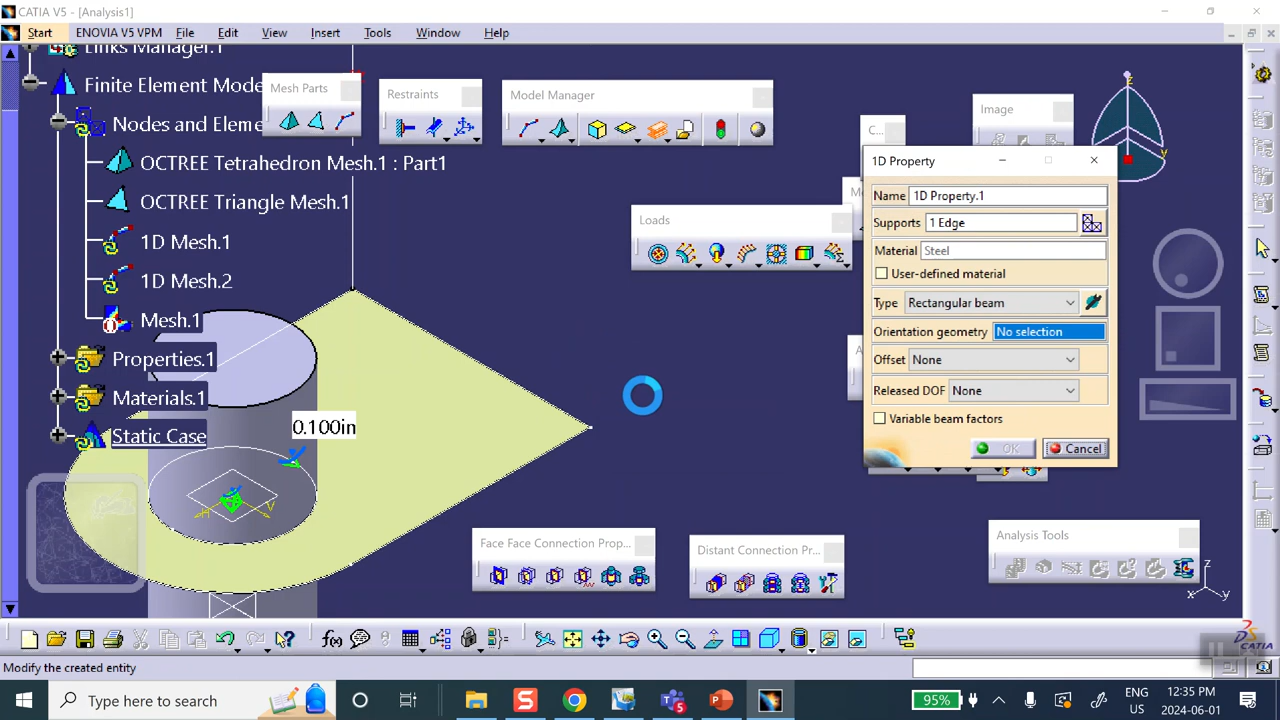 CATIA V5 - [Analysis1]
Start ENOVIA V5 VPM File Edit View Insert Tools Window Help
Links Manager.1
Finite Element Mode
Nodes and Eleme
OCTREE Tetrahedron Mesh.1 : Part1
OCTREE Triangle Mesh.1
1D Mesh.1
1D Mesh.2
Mesh.1
Properties.1
Materials.1
Static Case
Mesh Parts
Restraints
Model Manager
Loads
Image
C...
M
A
0.100in
z
y
1D Property
Name 1D Property.1
Supports 1 Edge
Material Steel
User-defined material
Type Rectangular beam
Orientation geometry No selection
Offset None
Released DOF None
Variable beam factors
OK Cancel
H V
Face Face Connection Prop...
Distant Connection Pr...
Analysis Tools
z
x y
f(x)
Modify the created entity
DS CATIA
Type here to search
95%
ENG
US
12:35 PM
2024-06-01